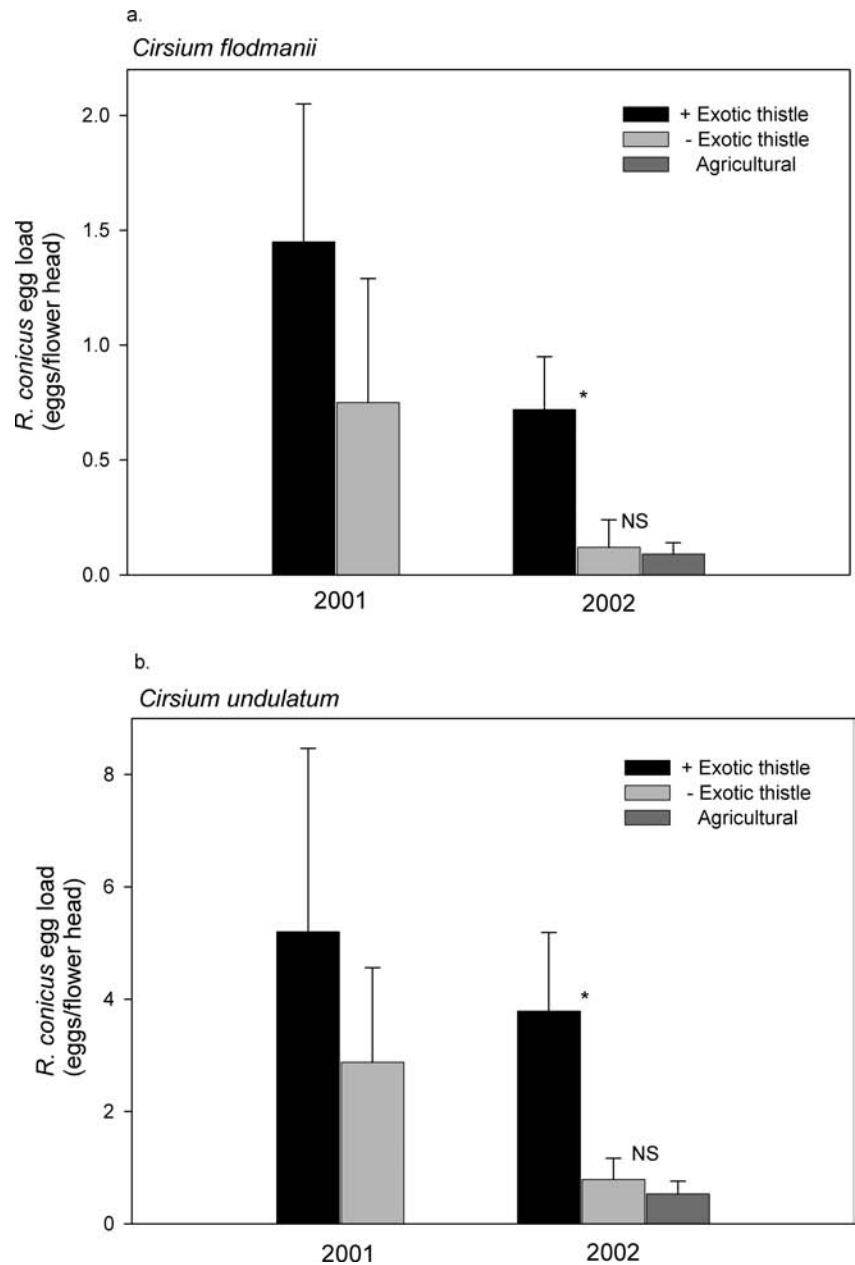 a.
Cirsium flodmanii
+ Exotic thistle
- Exotic thistle
Agricultural
R. conicus egg load
(eggs/flower head)
2.0
1.5
1.0
0.5
0.0
*
NS
2001
2002
b.
Cirsium undulatum
+ Exotic thistle
- Exotic thistle
Agricultural
R. conicus egg load
(eggs/flower head)
8
6
4
2
0
*
NS
2001
2002